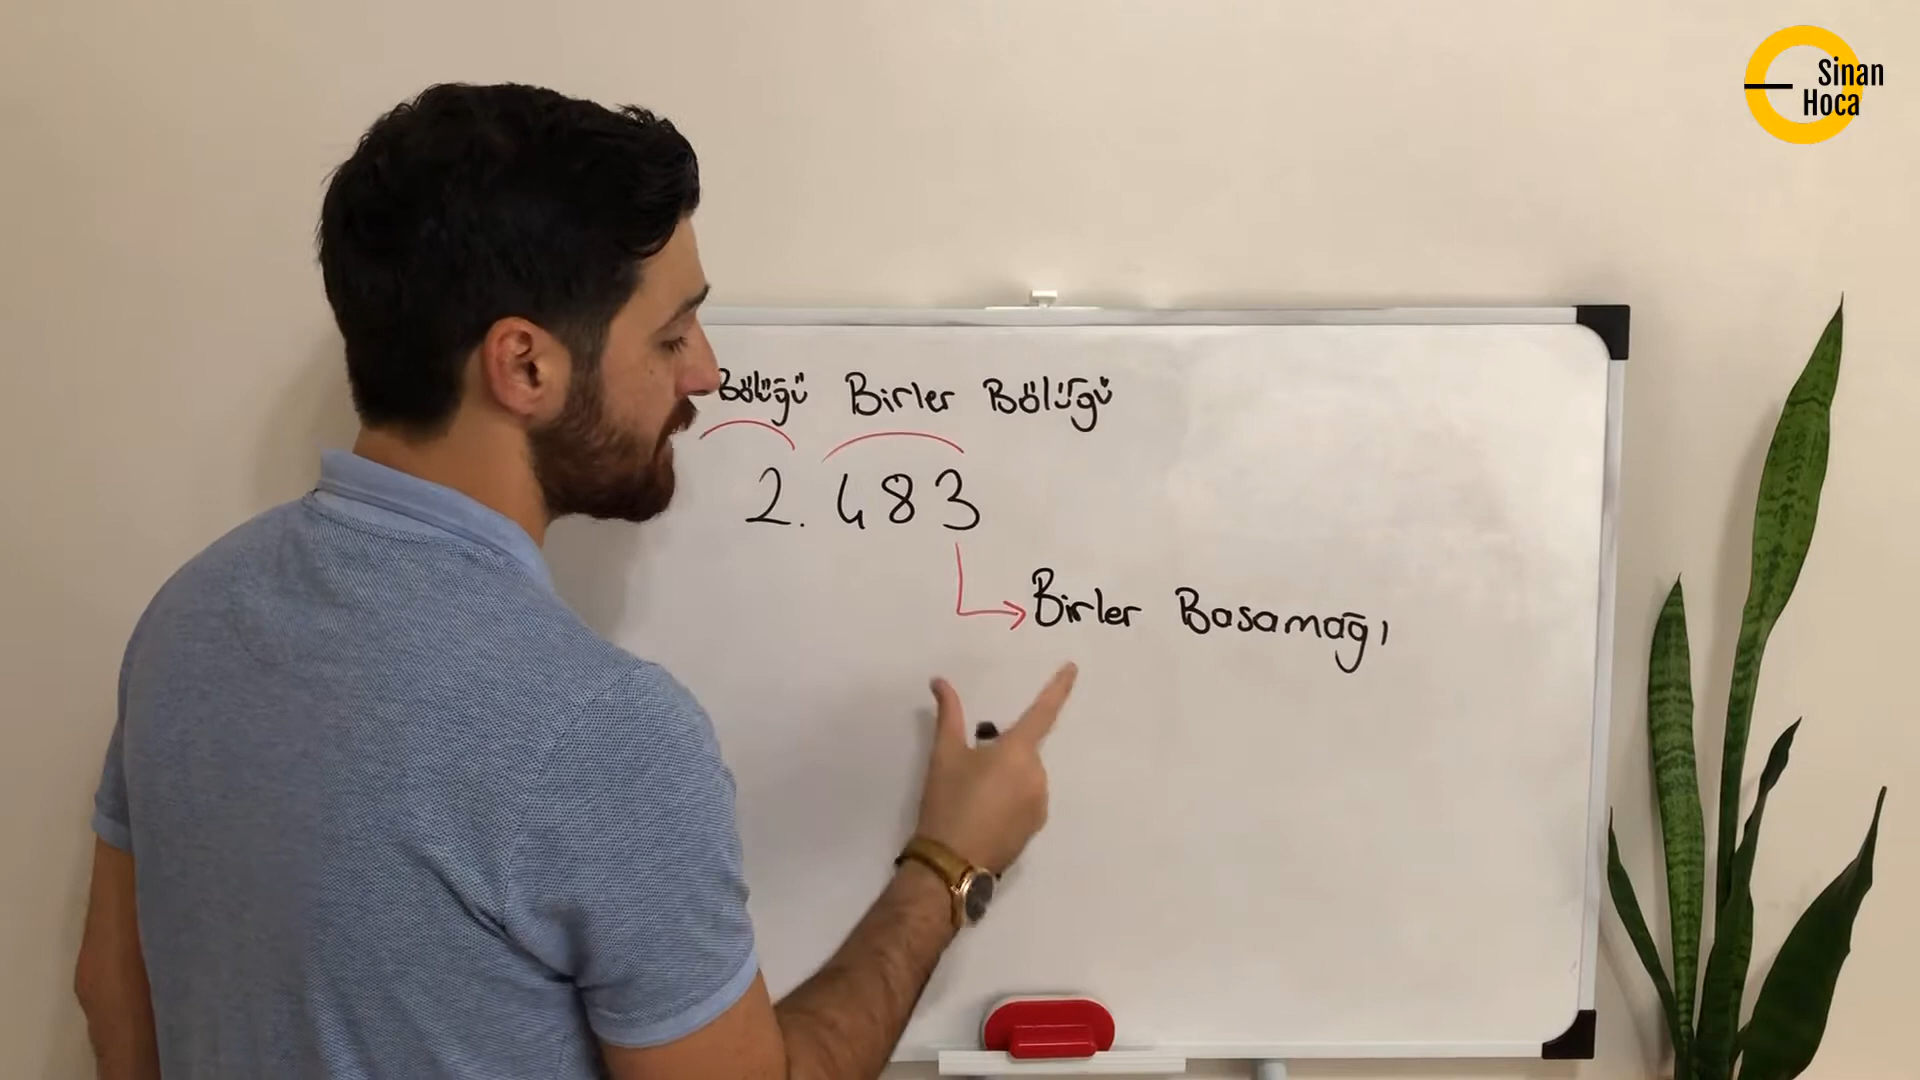 Sinan
Hoca
Bölüğü Birler Bölüğü
2.483
Birler Basamağı